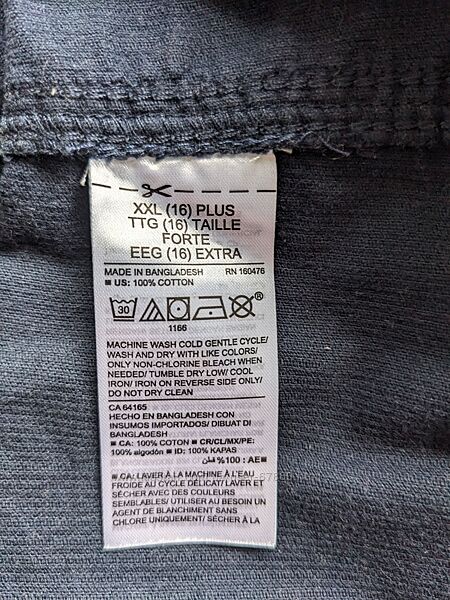 XXL (16) PLUS
TTG (16) TAILLE
FORTE
EEG (16) EXTRA
MADE IN BANGLADESH RN 160476
■ US: 100% COTTON
30
®
1166
MACHINE WASH COLD GENTLE CYCLE/
WASH AND DRY WITH LIKE COLORS/
ONLY NON-CHLORINE BLEACH WHEN
NEEDED/ TUMBLE DRY LOW/ COOL
IRON/ IRON ON REVERSE SIDE ONLY/
DO NOT DRY CLEAN
CA 64165
HECHO EN BANGLADESH CON
INSUMOS IMPORTADOS/ DIBUAT DI
BANGLADESH
■ CA: 100% COTON ■ CR/CL/MX/PE:
100% algodón ■ ID: 100% KAPAS
■ AE: 100% قطن
■ CA: LAVER À LA MACHINE À L'EAU
FROIDE AU CYCLE DÉLICAT/ LAVER ET
SÉCHER AVEC DES COULEURS
SEMBLABLES/ UTILISER AU BESOIN UN
AGENT DE BLANCHIMENT SANS
CHLORE UNIQUEMENT/ SÉCHER À LA